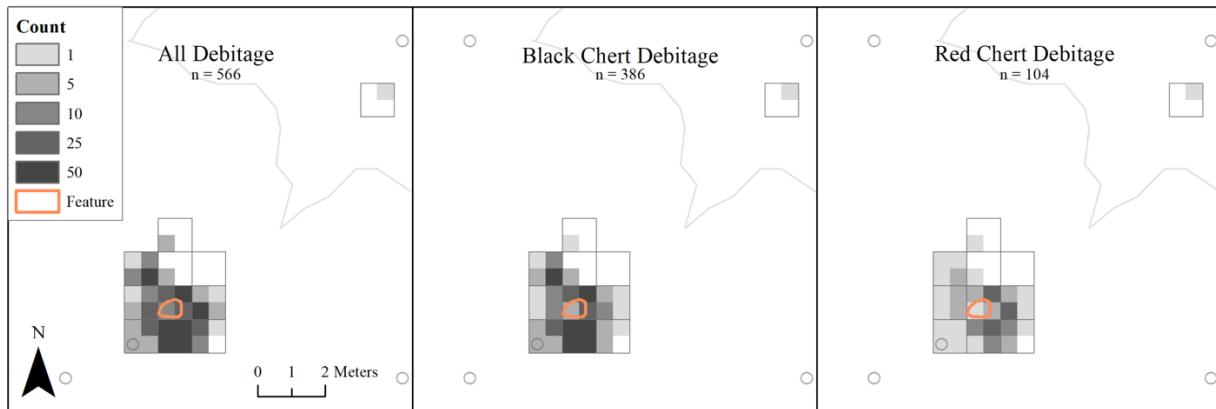 Count
1
5
10
25
50
Feature
All Debitage
n = 566
Black Chert Debitage
n = 386
Red Chert Debitage
n = 104
N
0 1 2 Meters